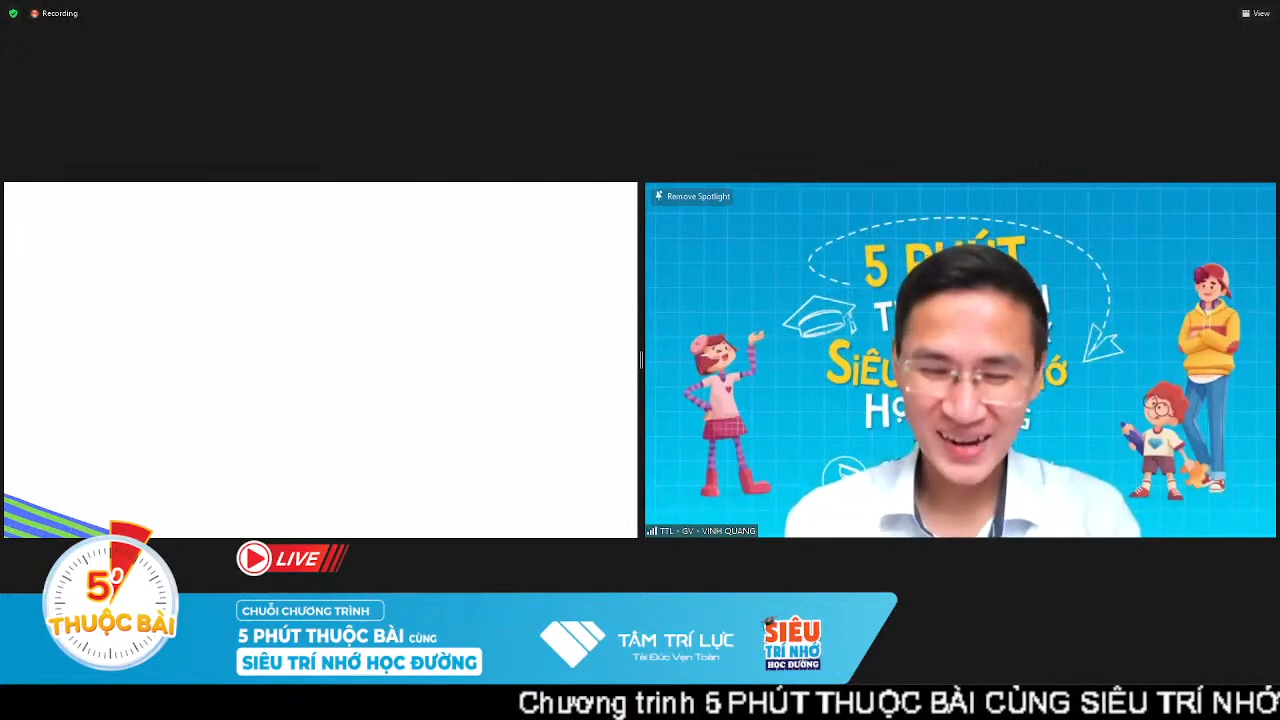 Recording
View
Remove Spotlight
5 PHÚT
SIÊU
TTL - GV - VINH QUANG
LIVE
5'
THUỘC BÀI
CHUỖI CHƯƠNG TRÌNH
5 PHÚT THUỘC BÀI CÙNG
SIÊU TRÍ NHỚ HỌC ĐƯỜNG
TÂM TRÍ LỰC
Tài Đức Vẹn Toàn
SIÊU
TRÍ NHỚ
HỌC ĐƯỜNG
Chương trình 5 PHÚT THUỘC BÀI CÙNG SIÊU TRÍ NHỚ